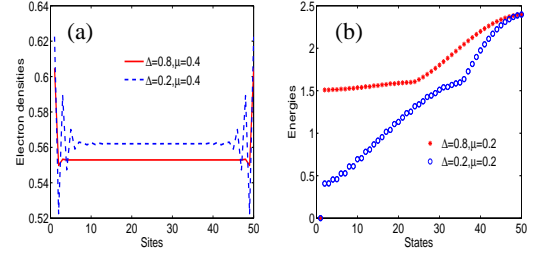 (a)
Electron densities
0.64
0.62
0.6
0.58
0.56
0.54
0.52
Δ=0.8,μ=0.4
Δ=0.2,μ=0.4
0 10 20 30 40 50
Sites
(b)
Energies
2.5
2
1.5
1
0.5
0
Δ=0.8,μ=0.2
Δ=0.2,μ=0.2
0 10 20 30 40 50
States